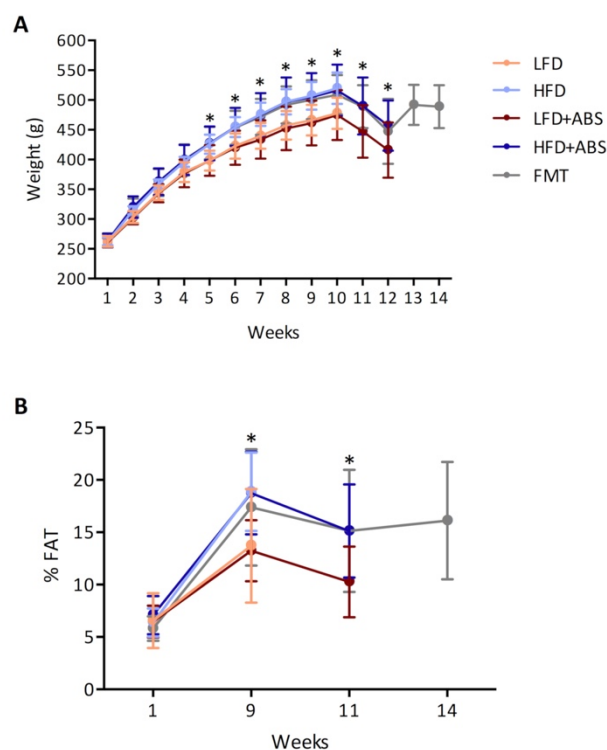 A
600
550
500
450
400
350
300
250
200
Weight (g)
* * * * * * * *
1 2 3 4 5 6 7 8 9 10 11 12 13 14
Weeks
LFD
HFD
LFD+ABS
HFD+ABS
FMT
B
25
20
15
10
5
0
% FAT
* *
1 9 11 14
Weeks